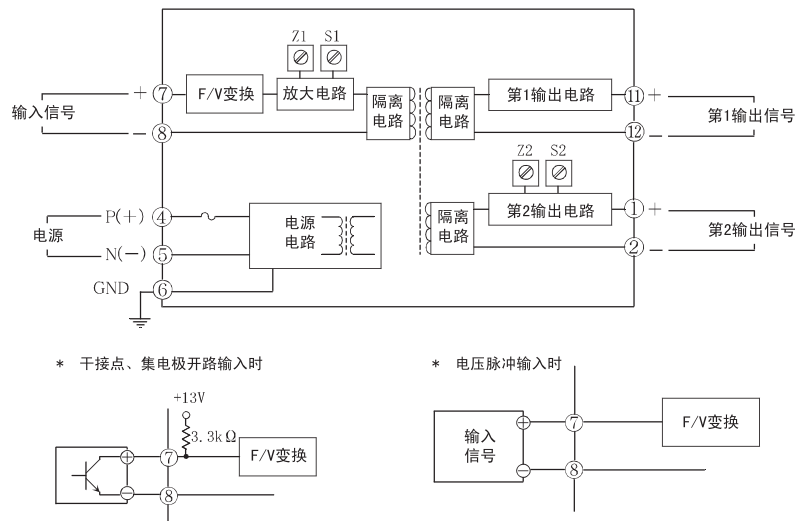 Z1 S1
输入信号
+ ⑦ F/V变换 放大电路 隔离电路 隔离电路 第1输出电路 ⑪ +
− ⑧ ⑫ −
第1输出信号
Z2 S2
隔离电路 第2输出电路 ① +
② −
第2输出信号
电源
P(+) ④
N(−) ⑤
电源电路
GND ⑥
* 干接点、集电极开路输入时
+13V
3.3kΩ
+ ⑦ F/V变换
− ⑧
* 电压脉冲输入时
输入信号
+ ⑦ F/V变换
− ⑧